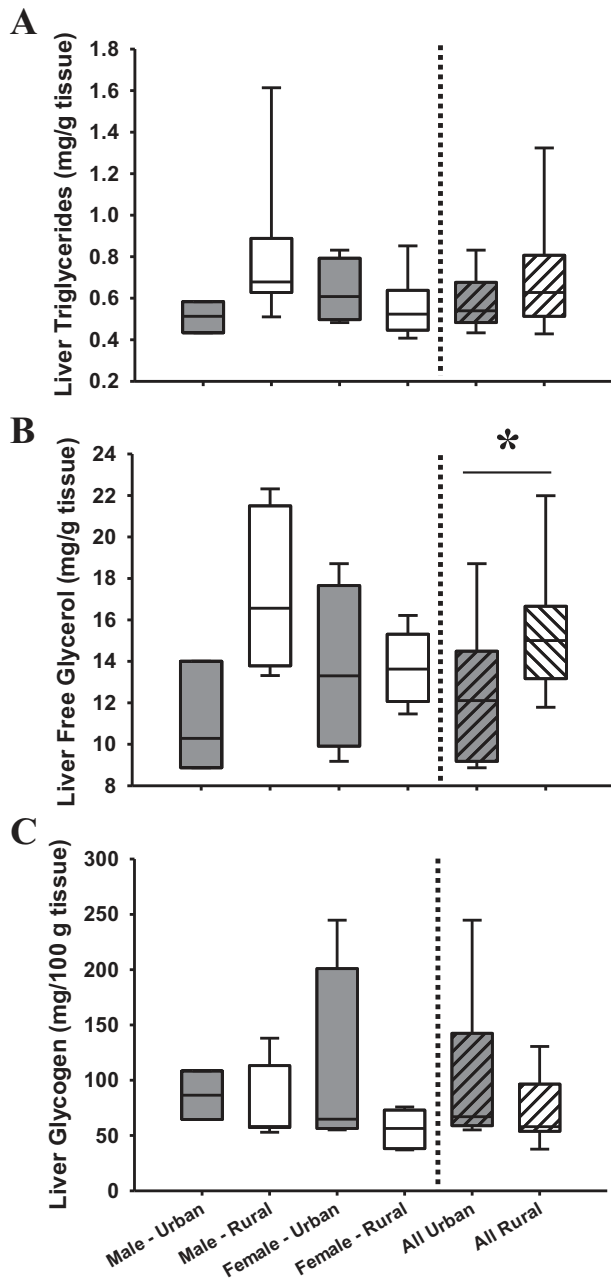 A
Liver Triglycerides (mg/g tissue)
1.8
1.6
1.4
1.2
1.0
0.8
0.6
0.4
0.2
B
Liver Free Glycerol (mg/g tissue)
24
22
20
18
16
14
12
10
8
*
C
Liver Glycogen (mg/100 g tissue)
300
250
200
150
100
50
0
Male - Urban
Male - Rural
Female - Urban
Female - Rural
All Urban
All Rural